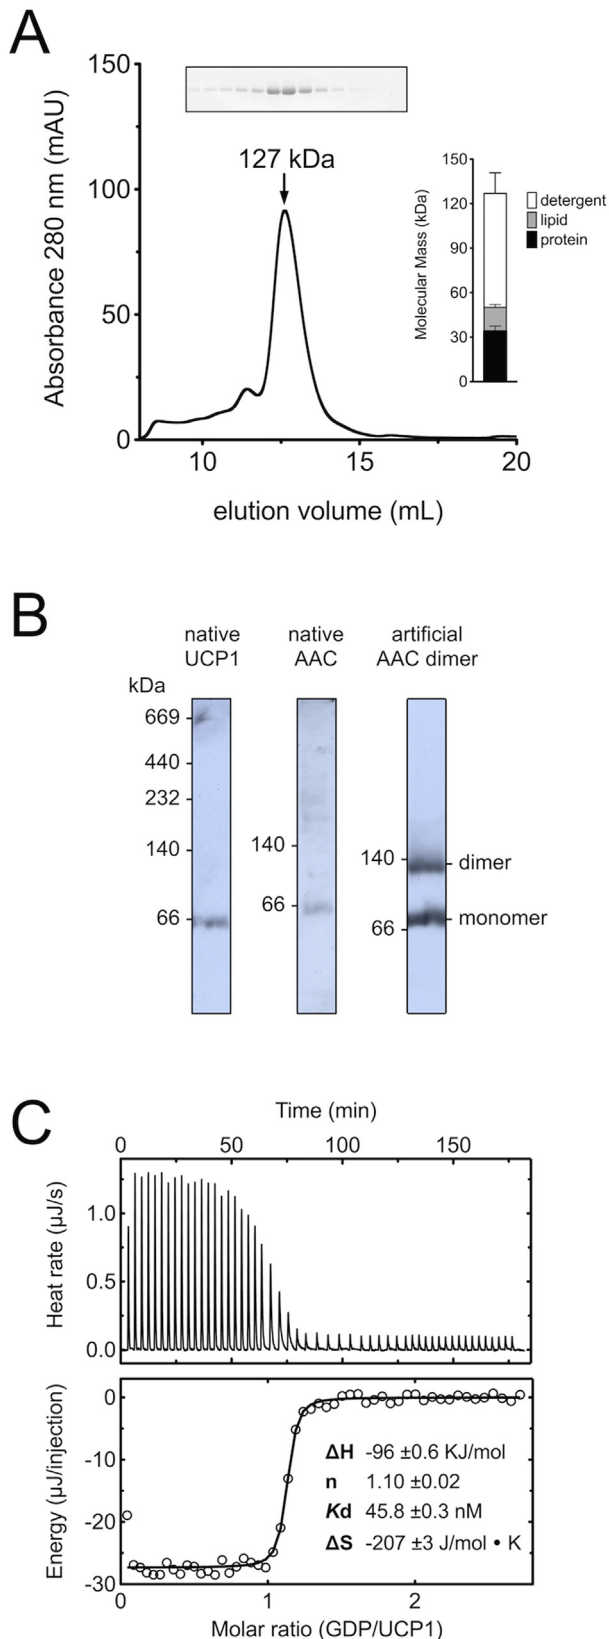 A
150
127 kDa
150
100
120
detergent
lipid
90
protein
60
50
30
0
0
10
15
20
Absorbance 280 nm (mAU)
Molecular Mass (kDa)
elution volume (mL)
B
native
UCP1
native
AAC
artificial
AAC dimer
kDa
669
440
232
140
66
140
66
140
66
dimer
monomer
C
Time (min)
0
50
100
150
Heat rate (µJ/s)
1.0
0.5
0.0
Energy (µJ/injection)
0
-10
-20
-30
ΔH -96 ±0.6 KJ/mol
n 1.10 ±0.02
Kd 45.8 ±0.3 nM
ΔS -207 ±3 J/mol • K
0
1
2
Molar ratio (GDP/UCP1)